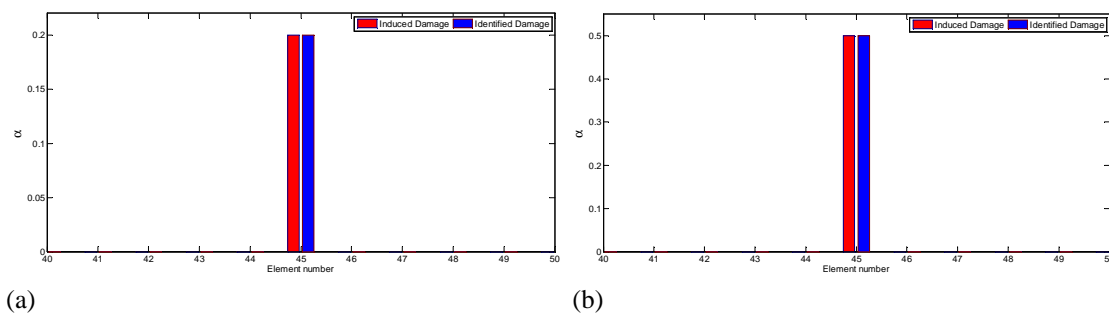 Induced Damage Identified Damage
0.2
0.15
α
0.1
0.05
0
40 41 42 43 44 45 46 47 48 49 50
Element number
(a)
Induced Damage Identified Damage
0.5
0.4
0.3
α
0.2
0.1
0
40 41 42 43 44 45 46 47 48 49
Element number
(b)